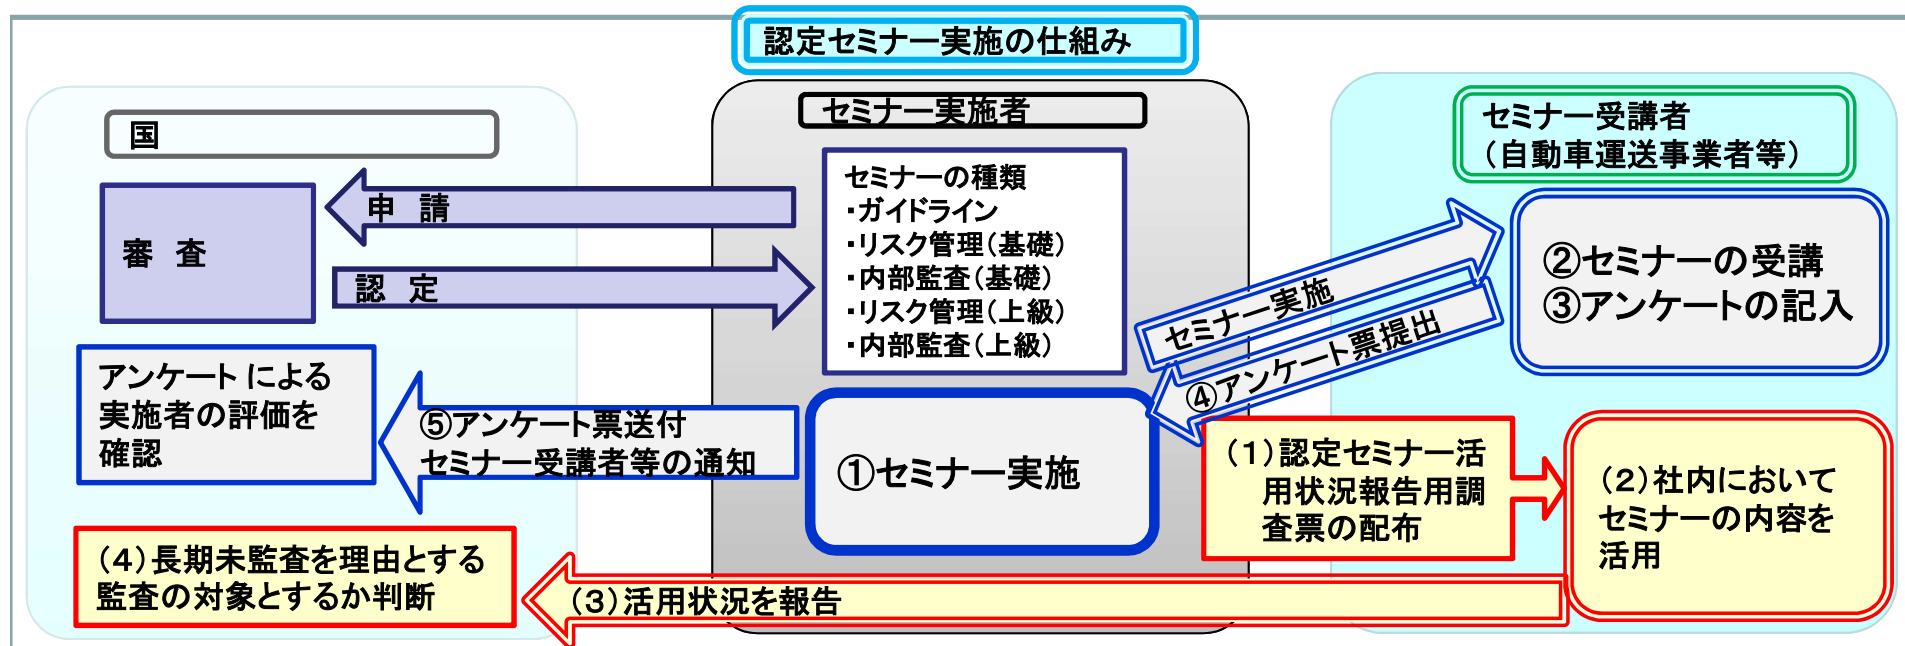 認定セミナー実施の仕組み
国
審　査
申　請
認　定
アンケートによる
実施者の評価を
確認
⑤アンケート票送付
セミナー受講者等の通知
(4)長期未監査を理由とする
監査の対象とするか判断
セミナー実施者
セミナーの種類
・ガイドライン
・リスク管理(基礎)
・内部監査(基礎)
・リスク管理(上級)
・内部監査(上級)
①セミナー実施
セミナー実施
④アンケート票提出
セミナー受講者
(自動車運送事業者等)
②セミナーの受講
③アンケートの記入
(1)認定セミナー活
用状況報告用調
査票の配布
(2)社内において
セミナーの内容を
活用
(3)活用状況を報告